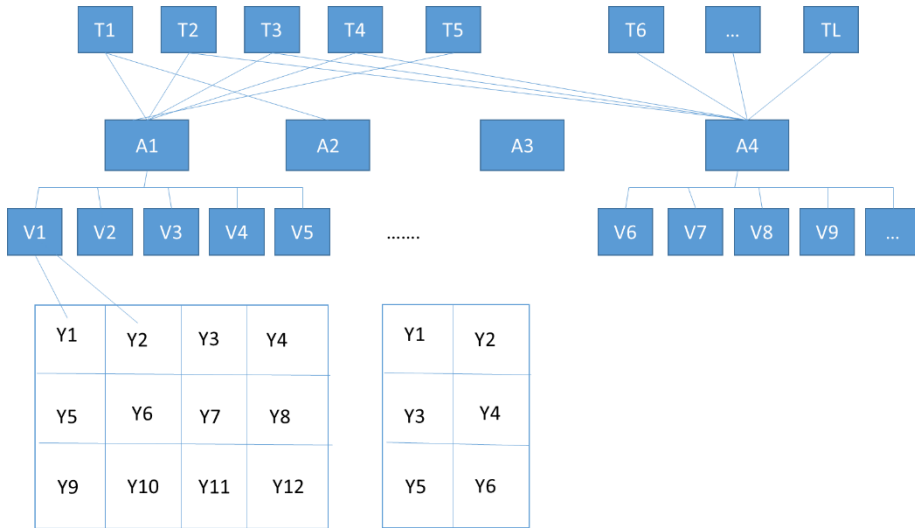 T1 T2 T3 T4 T5 T6 ... TL
A1 A2 A3 A4
V1 V2 V3 V4 V5 ....... V6 V7 V8 V9 ...
Y1 Y2 Y3 Y4 Y1 Y2
Y5 Y6 Y7 Y8 Y3 Y4
Y9 Y10 Y11 Y12 Y5 Y6